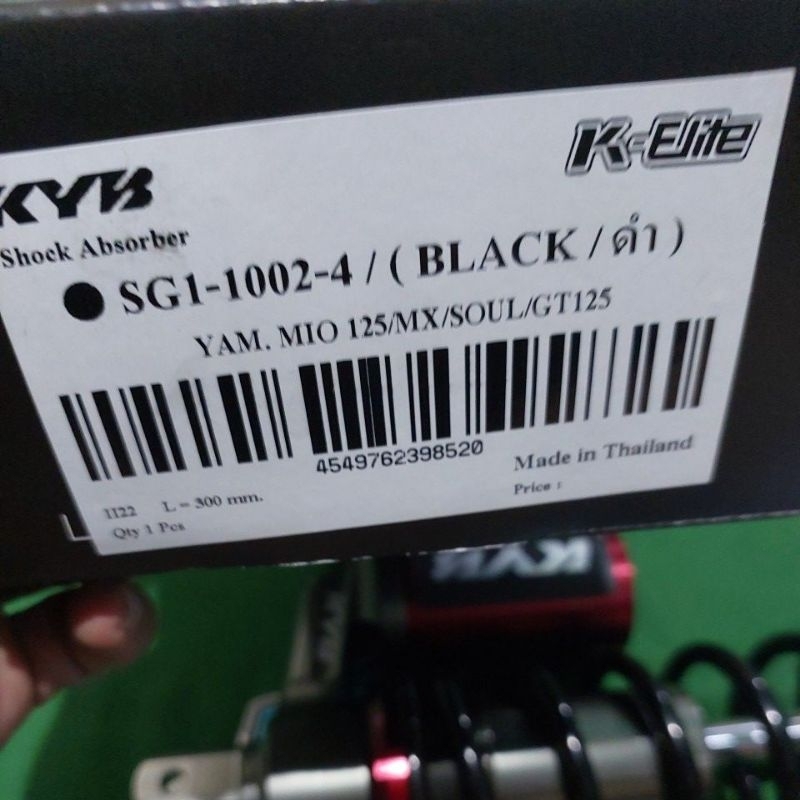 K-Elite
KYB
Shock Absorber
● SG1-1002-4 / ( BLACK / ดำ )
YAM. MIO 125/MX/SOUL/GT125
4549762398520
Made in Thailand
1122 L = 300 mm.
Price :
Qty 1 Pcs
KYB